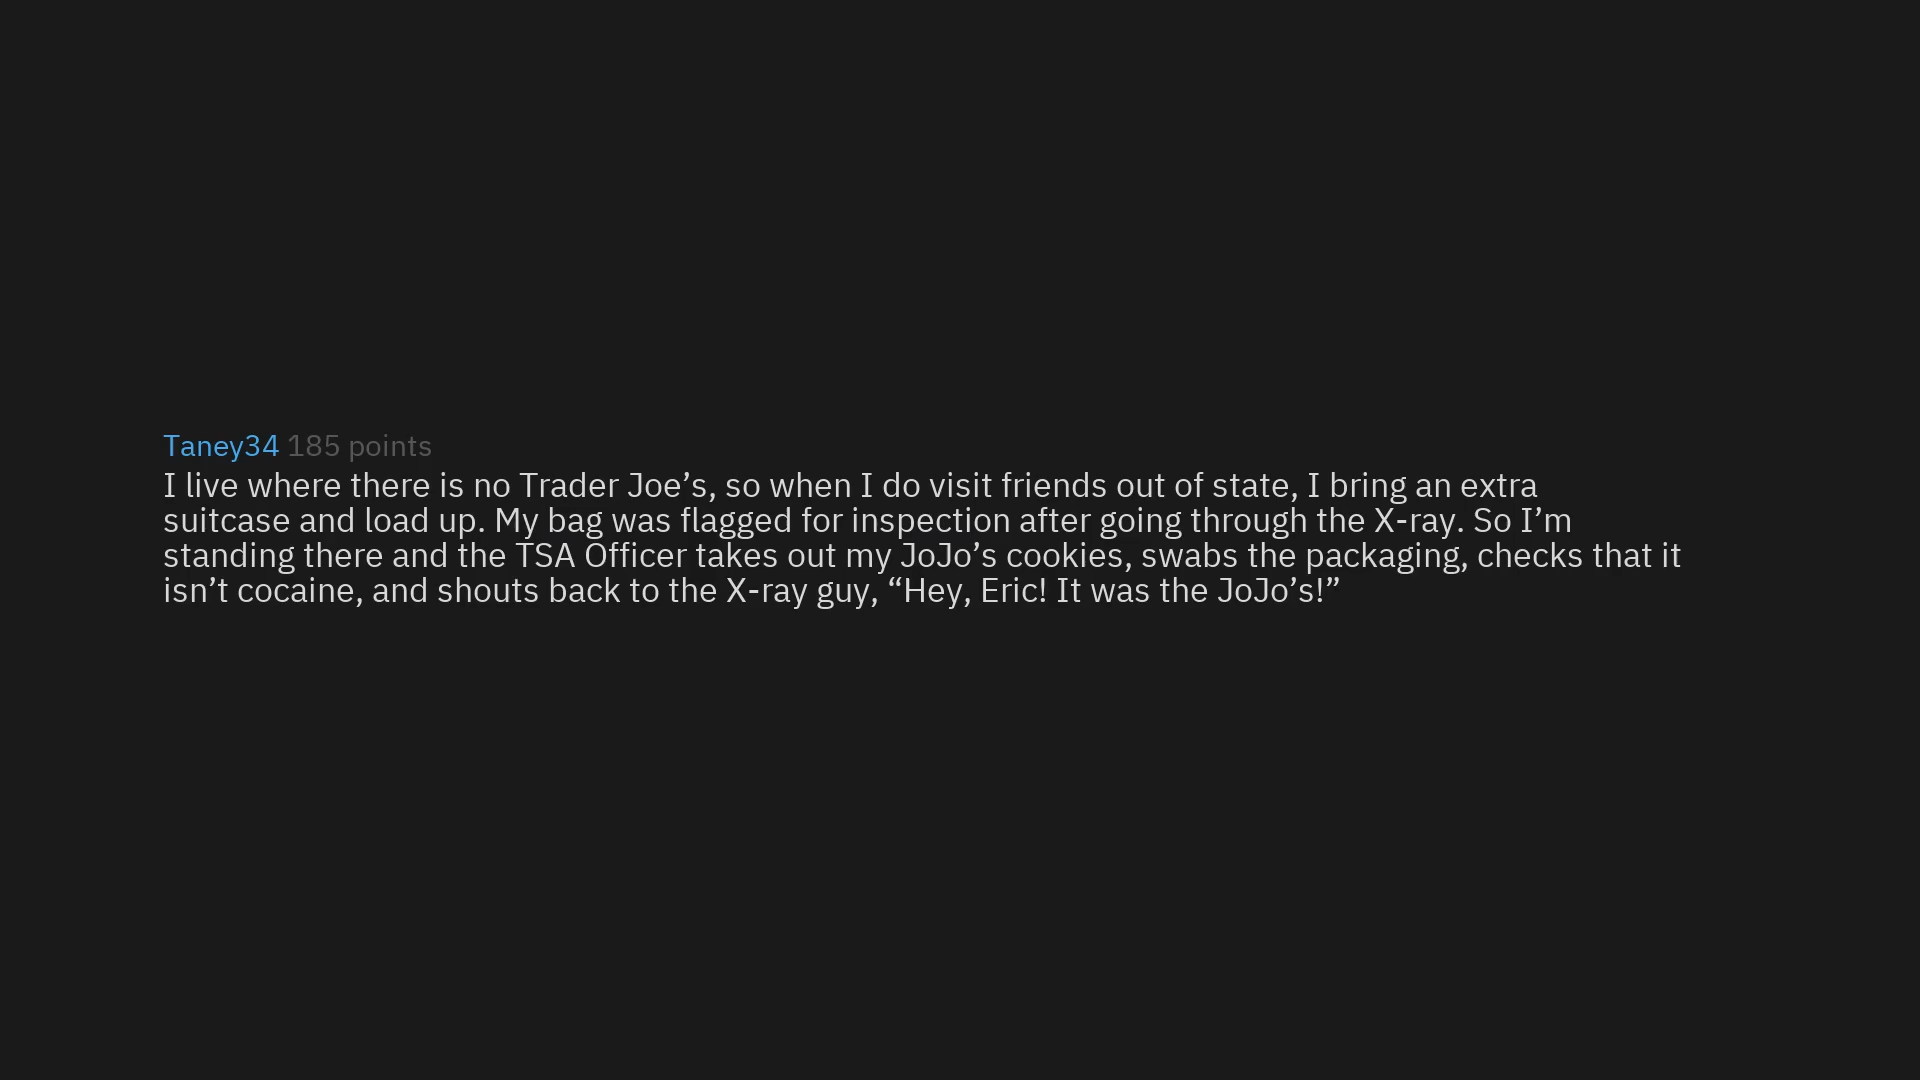 Taney34 185 points
I live where there is no Trader Joe’s, so when I do visit friends out of state, I bring an extra
suitcase and load up. My bag was flagged for inspection after going through the X-ray. So I’m
standing there and the TSA Officer takes out my JoJo’s cookies, swabs the packaging, checks that it
isn’t cocaine, and shouts back to the X-ray guy, “Hey, Eric! It was the JoJo’s!”